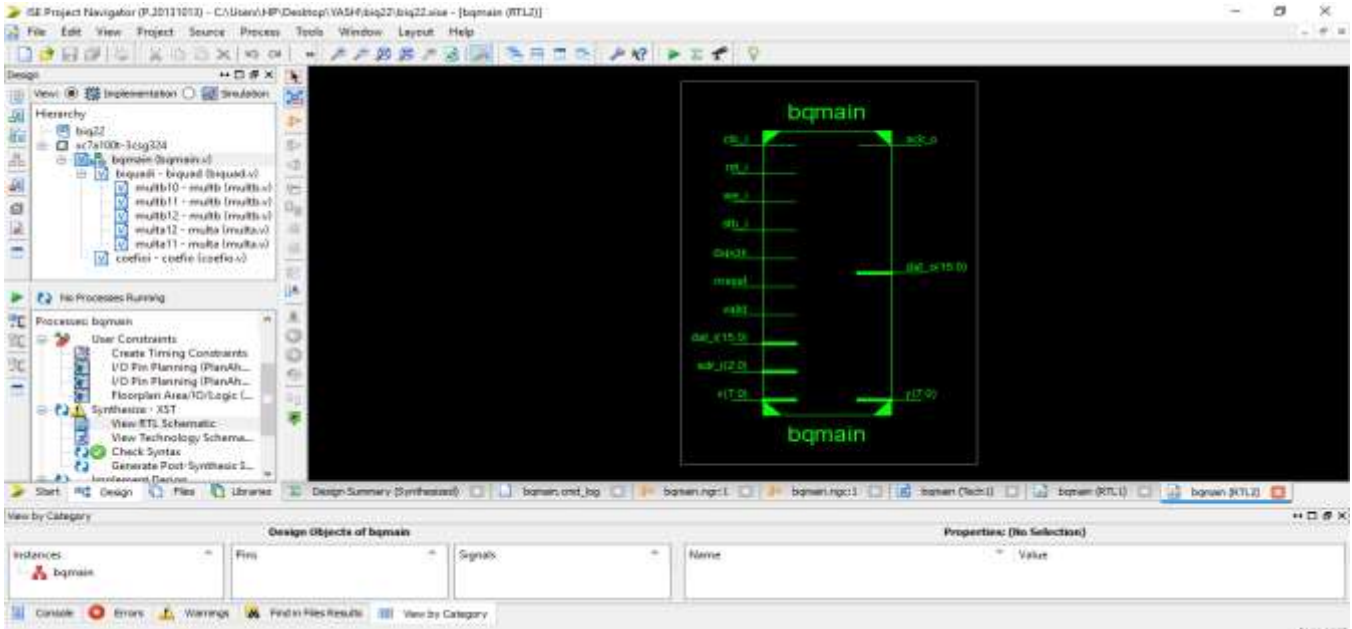 ISE Project Navigator (P.20131013) - C:\Users\HP\Desktop\YASH\biq22\biq22.xise - [bqmain (RTL2)]
File Edit View Project Source Process Tools Window Layout Help
Design
View: Implementation Simulation
Hierarchy
biq22
xc7a100t-3csg324
bqmain (bqmain.v)
biquadi - biquad (biquad.v)
multb10 - multb (multb.v)
multb11 - multb (multb.v)
multb12 - multb (multb.v)
multa12 - multa (multa.v)
multa11 - multa (multa.v)
coefioi - coefio (coefio.v)
No Processes Running
Processes: bqmain
User Constraints
Create Timing Constraints
I/O Pin Planning (PlanAh...
I/O Pin Planning (PlanAh...
Floorplan Area/IO/Logic (...
Synthesize - XST
View RTL Schematic
View Technology Schema...
Check Syntax
Generate Post-Synthesis S...
Implement Design
Start Design Files Libraries
bqmain
clk_i
ack_o
rst_i
we_i
stb_i
dat_o(15:0)
valid
dat_i(15:0)
adr_i(2:0)
x(7:0)
y(7:0)
bqmain
Design Summary (Synthesized) bqmain.cmd_log bqmain.ngr:1 bqmain.ngc:1 bqmain (Tech1) bqmain (RTL1) bqmain (RTL2)
View by Category
Design Objects of bqmain
Properties: (No Selection)
Instances Pins Signals Name Value
bqmain
Console Errors Warnings Find in Files Results View by Category